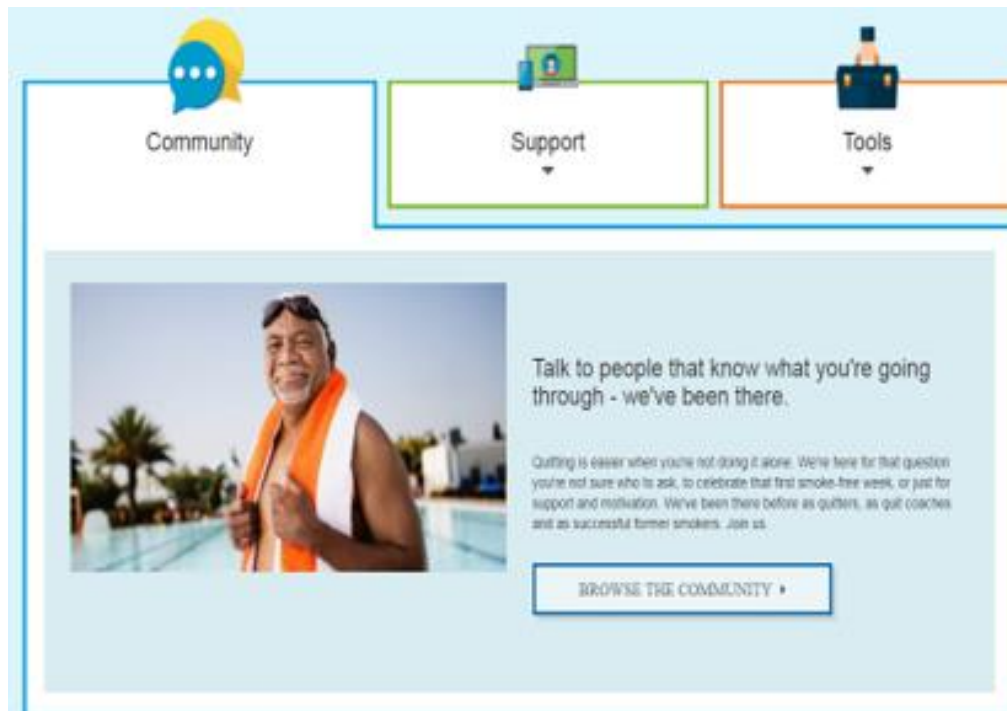 Community
Support
Tools
Talk to people that know what you're going
through - we've been there.
Quitting is easier when you're not doing it alone. We're here for that question
you're not sure who to ask, to celebrate that first smoke-free week, or just for
support and motivation. We've been there before as quitters, as quit coaches
and as successful former smokers. Join us
BROWSE THE COMMUNITY